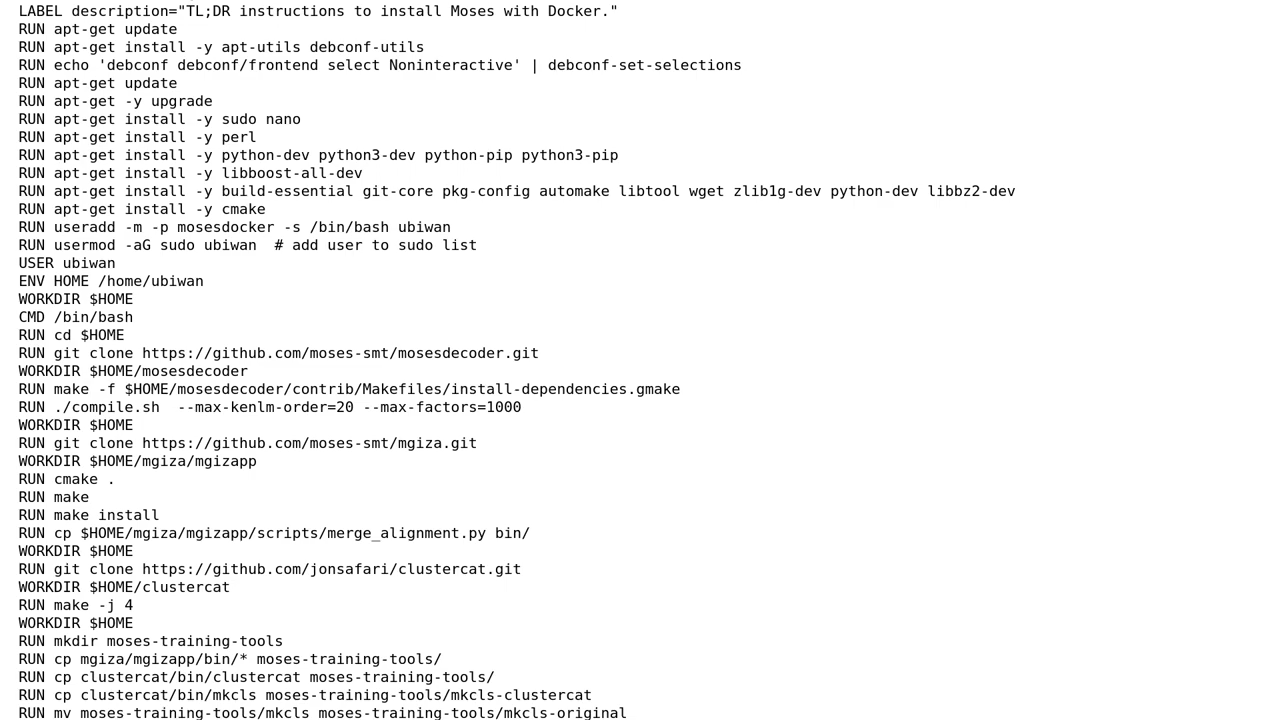 LABEL description="TL;DR instructions to install Moses with Docker."
RUN apt-get update
RUN apt-get install -y apt-utils debconf-utils
RUN echo 'debconf debconf/frontend select Noninteractive' | debconf-set-selections
RUN apt-get update
RUN apt-get -y upgrade
RUN apt-get install -y sudo nano
RUN apt-get install -y perl
RUN apt-get install -y python-dev python3-dev python-pip python3-pip
RUN apt-get install -y libboost-all-dev
RUN apt-get install -y build-essential git-core pkg-config automake libtool wget zlib1g-dev python-dev libbz2-dev
RUN apt-get install -y cmake
RUN useradd -m -p mosesdocker -s /bin/bash ubiwan
RUN usermod -aG sudo ubiwan  # add user to sudo list
USER ubiwan
ENV HOME /home/ubiwan
WORKDIR $HOME
CMD /bin/bash
RUN cd $HOME
RUN git clone https://github.com/moses-smt/mosesdecoder.git
WORKDIR $HOME/mosesdecoder
RUN make -f $HOME/mosesdecoder/contrib/Makefiles/install-dependencies.gmake
RUN ./compile.sh  --max-kenlm-order=20 --max-factors=1000
WORKDIR $HOME
RUN git clone https://github.com/moses-smt/mgiza.git
WORKDIR $HOME/mgiza/mgizapp
RUN cmake .
RUN make
RUN make install
RUN cp $HOME/mgiza/mgizapp/scripts/merge_alignment.py bin/
WORKDIR $HOME
RUN git clone https://github.com/jonsafari/clustercat.git
WORKDIR $HOME/clustercat
RUN make -j 4
WORKDIR $HOME
RUN mkdir moses-training-tools
RUN cp mgiza/mgizapp/bin/* moses-training-tools/
RUN cp clustercat/bin/clustercat moses-training-tools/
RUN cp clustercat/bin/mkcls moses-training-tools/mkcls-clustercat
RUN mv moses-training-tools/mkcls moses-training-tools/mkcls-original